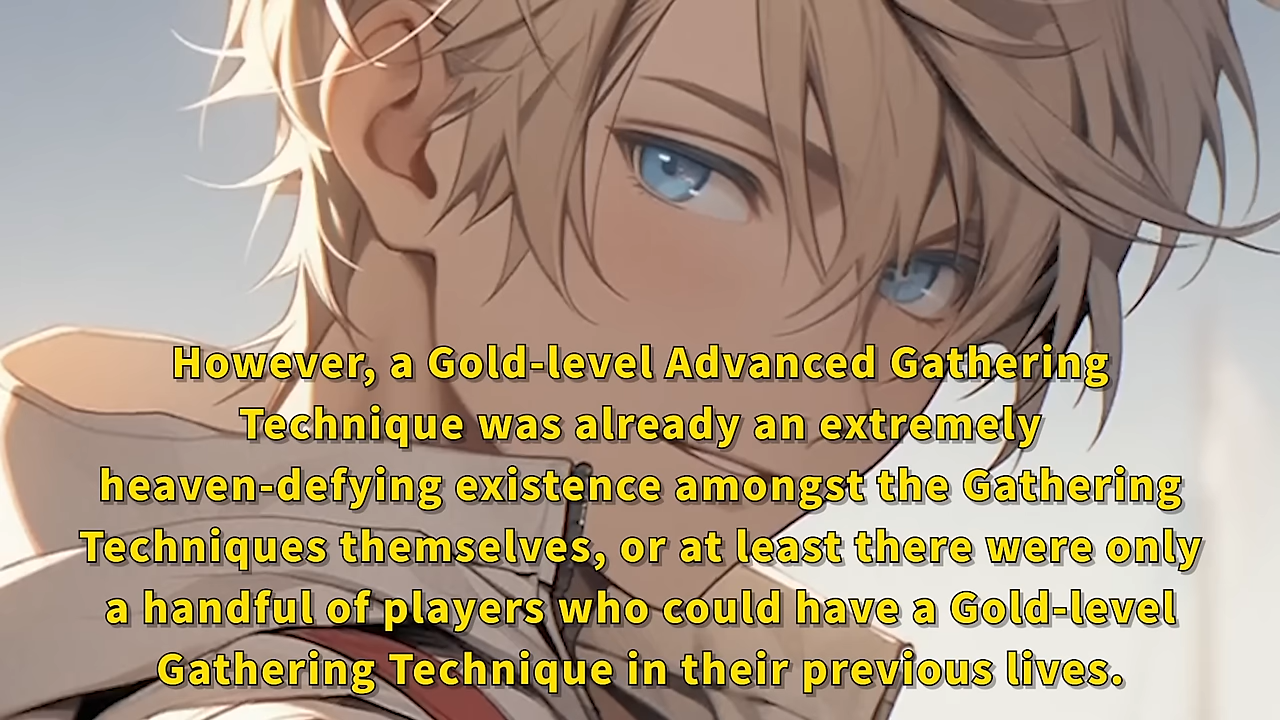 However, a Gold-level Advanced Gathering
Technique was already an extremely
heaven-defying existence amongst the Gathering
Techniques themselves, or at least there were only
a handful of players who could have a Gold-level
Gathering Technique in their previous lives.